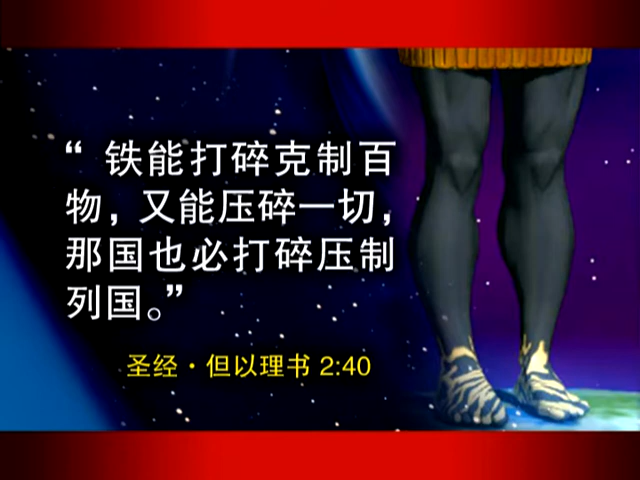 “铁能打碎克制百
物，又能压碎一切，
那国也必打碎压制
列国。”
圣经·但以理书 2:40